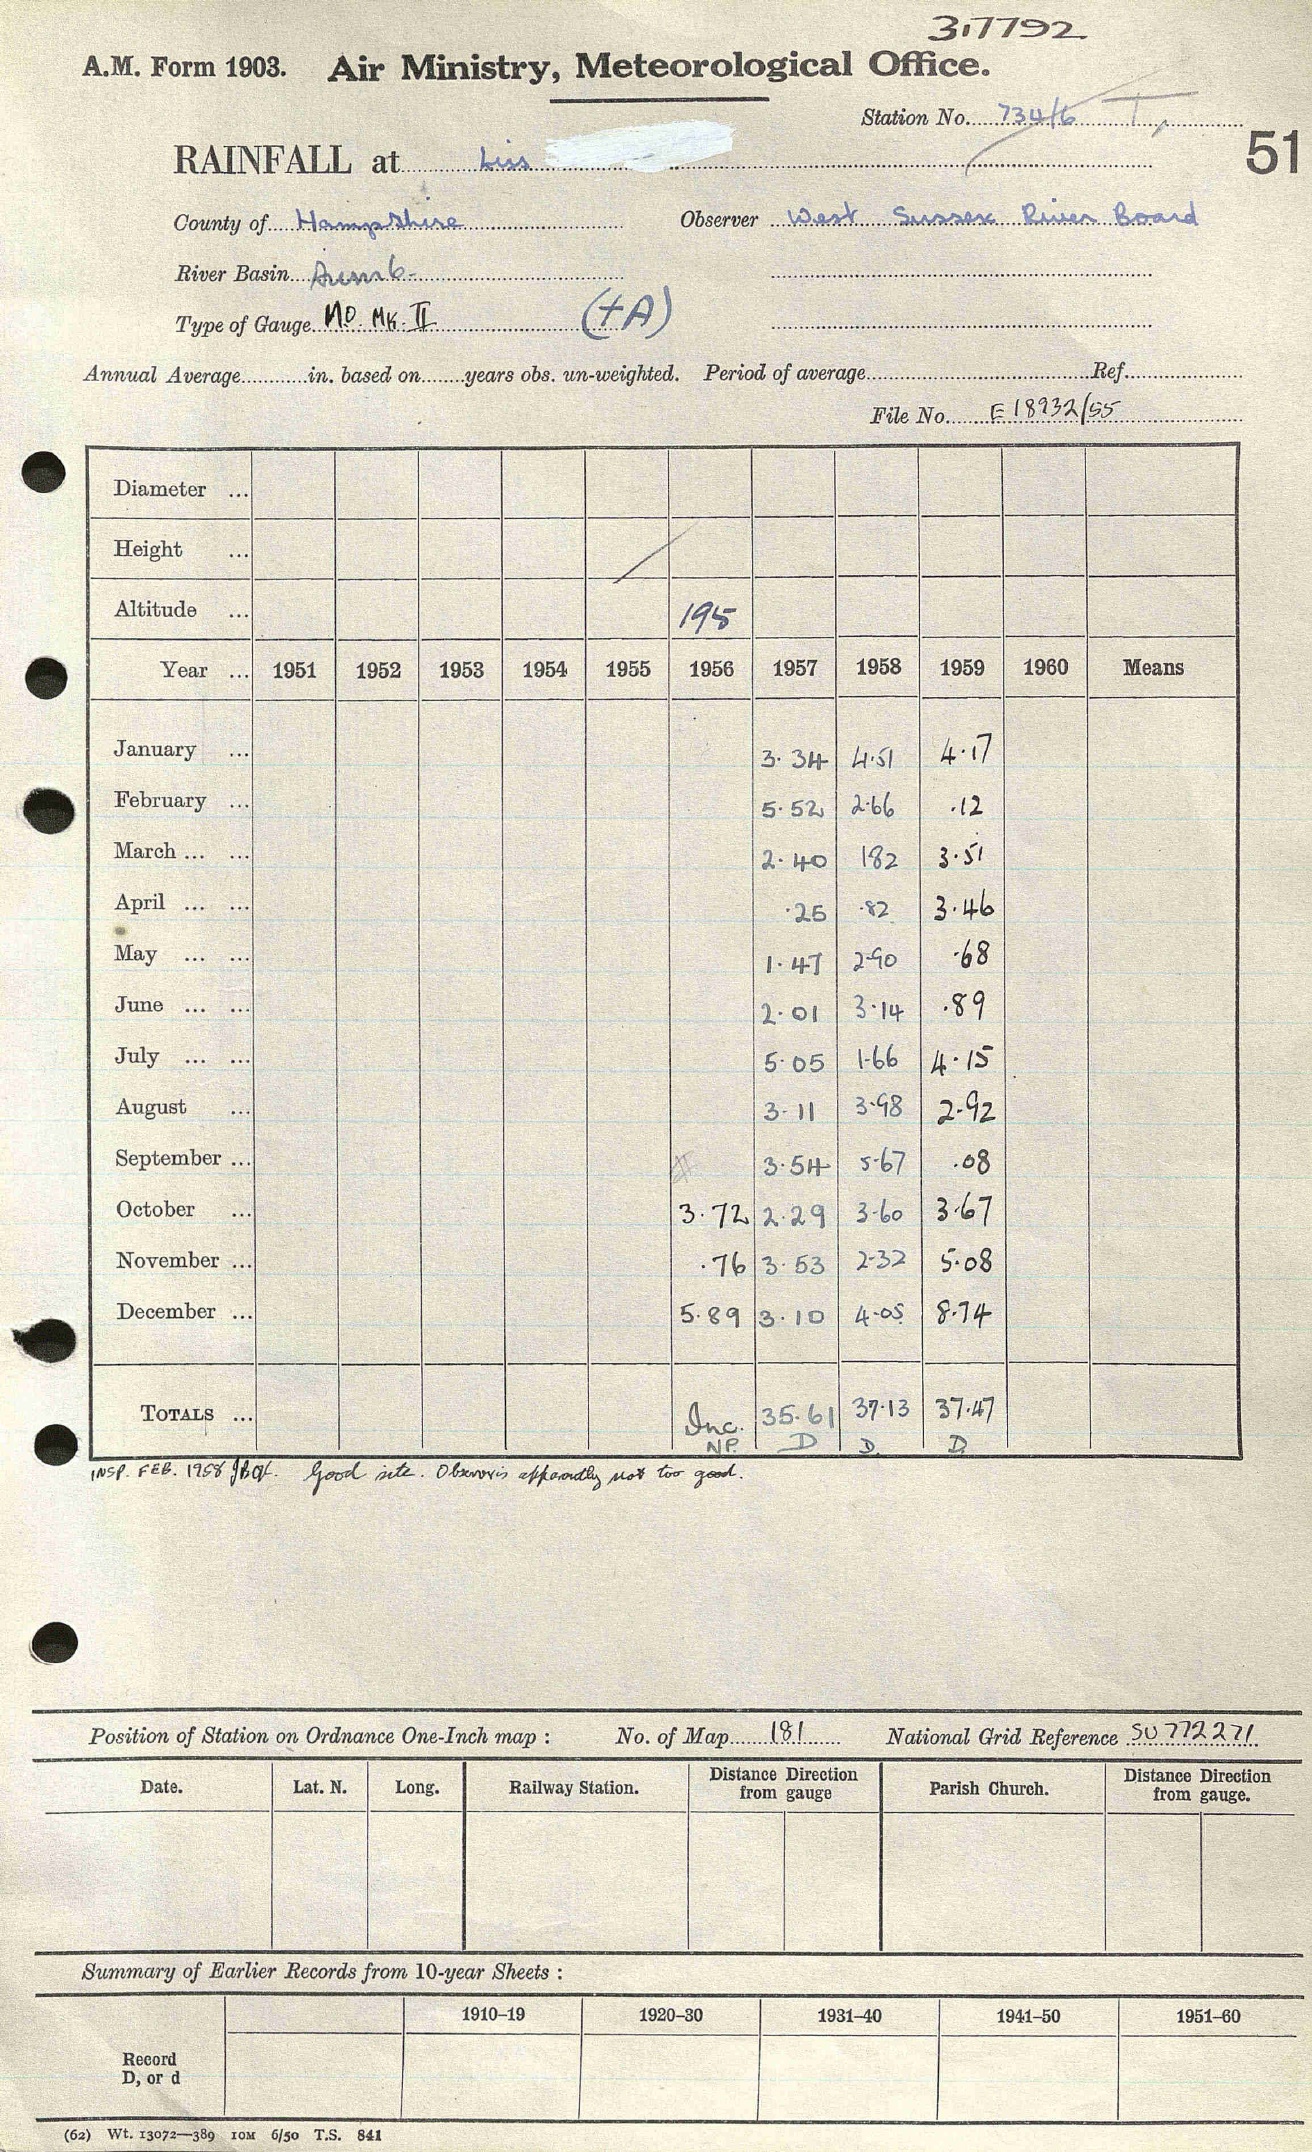 3.7792
A.M. Form 1903. Air Ministry, Meteorological Office.
Station No. 734/6 T,
51
RAINFALL at Liss
County of Hampshire Observer West Sussex River Board
River Basin
Type of Gauge MO. MK. II (+A)
Annual Average in. based on years obs. un-weighted. Period of average Ref.
File No. E 18932/55
Diameter ...
Height ...
Altitude ... 195
Year ... 1951 1952 1953 1954 1955 1956 1957 1958 1959 1960 Means
January ... 3.34 4.51 4.17
February ... 5.52 2.66 .12
March ... ... 2.40 182 3.51
April ... ... .25 .82 3.46
May ... ... 1.47 2.90 .68
June ... ... 2.01 3.14 .89
July ... ... 5.05 1.66 4.15
August ... 3.11 3.98 2.92
September ... 3.54 5.67 .08
October ... 3.72 2.29 3.60 3.67
November ... .76 3.53 2.32 5.08
December ... 5.89 3.10 4.05 8.74
TOTALS ... Inc. 35.61 37.13 37.47
NP. D D. D
INSP. FEB. 1958 Good site. Observer is apparently not too good.
Position of Station on Ordnance One-Inch map : No. of Map 181 National Grid Reference SU 772271
Date. Lat. N. Long. Railway Station. Distance Direction from gauge Parish Church. Distance Direction from gauge.
Summary of Earlier Records from 10-year Sheets :
1910–19 1920–30 1931–40 1941–50 1951–60
Record
D, or d
(62) Wt. 13072—389 10M 6/50 T.S. 841